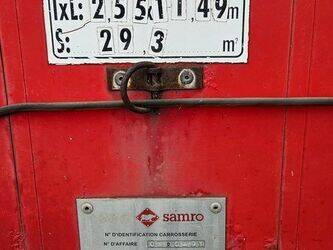 lxL: 2,55x11,49m
S: 29,3 m²
samro
N° D'IDENTIFICATION CARROSSERIE
N° D'AFFAIRE